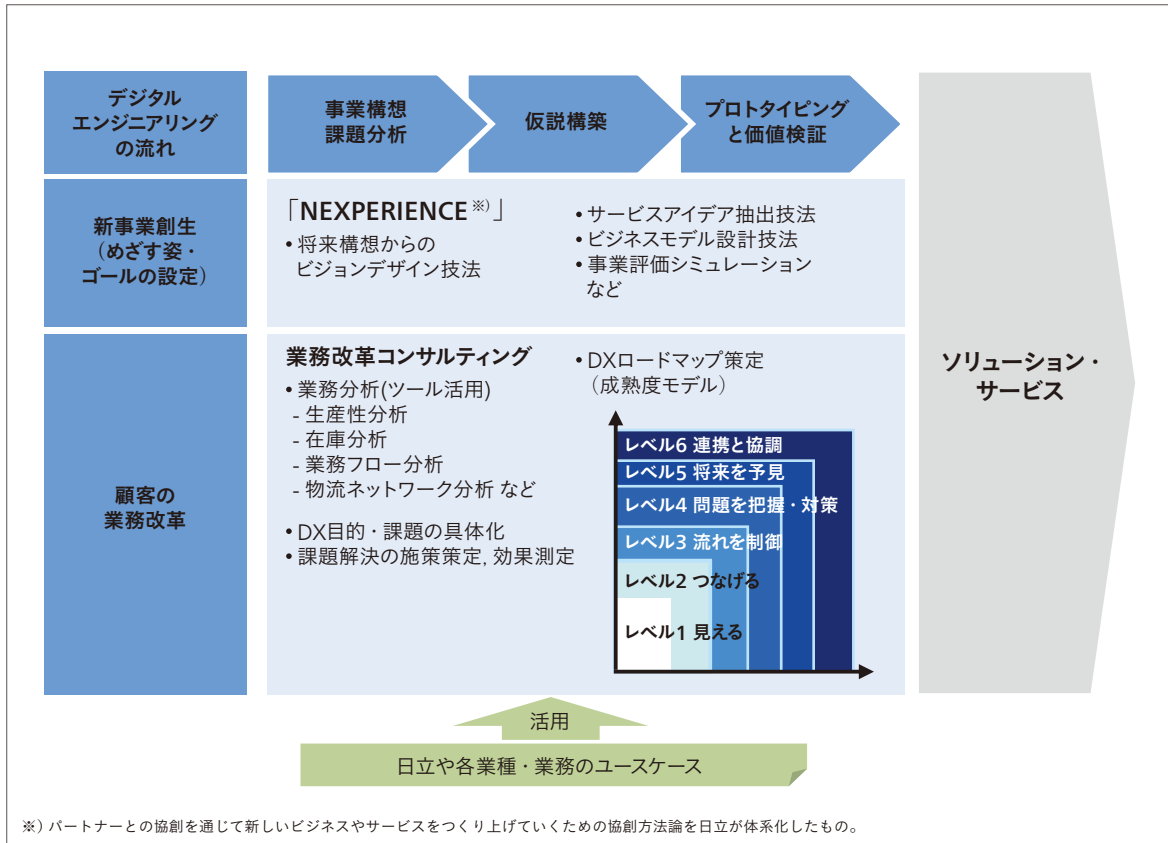 デジタル
エンジニアリング
の流れ
事業構想
課題分析
仮説構築
プロトタイピング
と価値検証
新事業創生
(めざす姿・
ゴールの設定)
「NEXPERIENCE※)」
• 将来構想からの
ビジョンデザイン技法
• サービスアイデア抽出技法
• ビジネスモデル設計技法
• 事業評価シミュレーション
など
顧客の
業務改革
業務改革コンサルティング
• 業務分析(ツール活用)
- 生産性分析
- 在庫分析
- 業務フロー分析
- 物流ネットワーク分析 など
• DX目的・課題の具体化
• 課題解決の施策策定, 効果測定
• DXロードマップ策定
(成熟度モデル)
レベル6 連携と協調
レベル5 将来を予見
レベル4 問題を把握・対策
レベル3 流れを制御
レベル2 つなげる
レベル1 見える
ソリューション・
サービス
活用
日立や各業種・業務のユースケース
※) パートナーとの協創を通じて新しいビジネスやサービスをつくり上げていくための協創方法論を日立が体系化したもの。